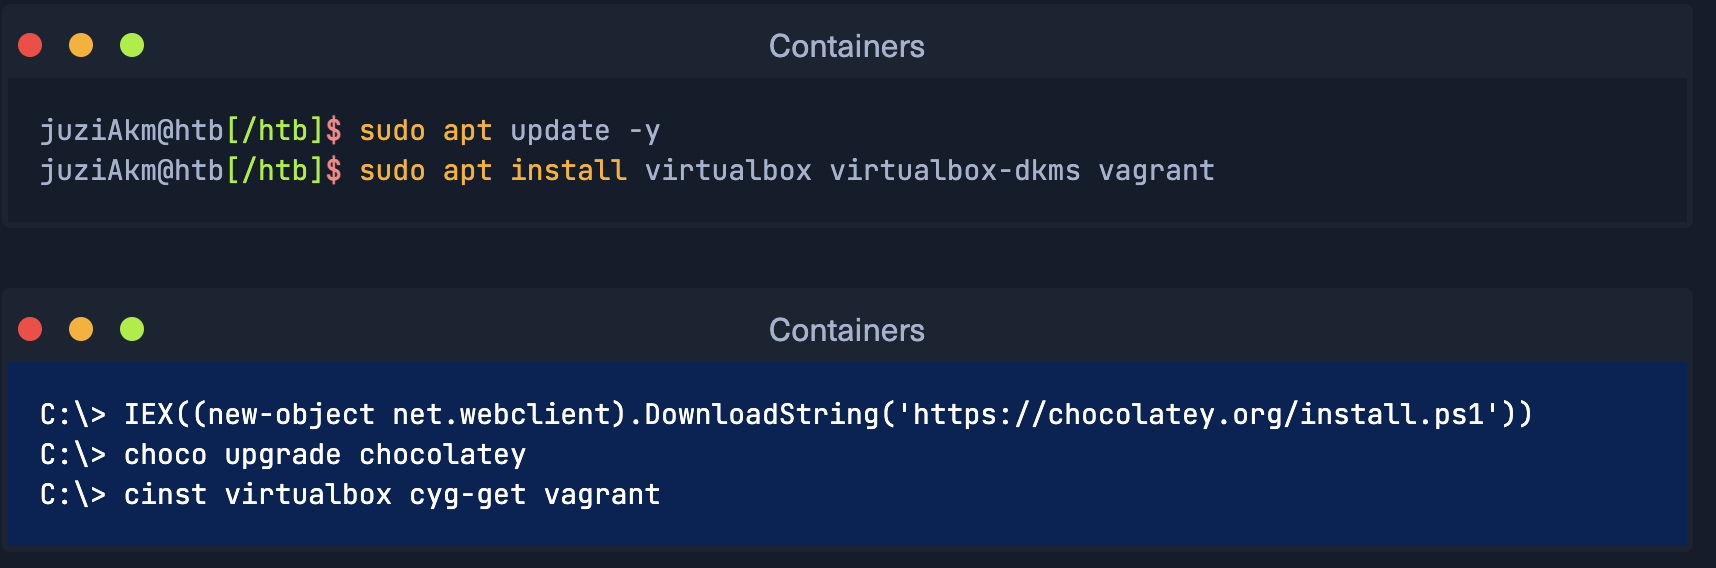 Containers
juziAkm@htb[/htb]$ sudo apt update -y
juziAkm@htb[/htb]$ sudo apt install virtualbox virtualbox-dkms vagrant
Containers
C:\> IEX((new-object net.webclient).DownloadString('https://chocolatey.org/install.ps1'))
C:\> choco upgrade chocolatey
C:\> cinst virtualbox cyg-get vagrant